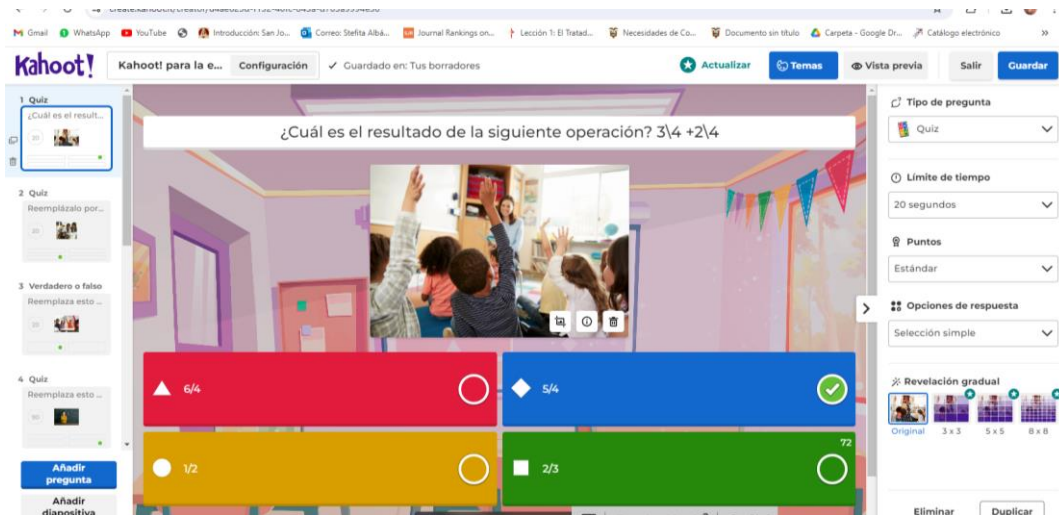 Gmail
WhatsApp
YouTube
Introducción: San Jo...
Correo: Stefita Albá...
Journal Rankings on...
Lección 1: El Tratad...
Necesidades de Co...
Documento sin título
Carpeta - Google Dr...
Catálogo electrónico
»
Kahoot!
Kahoot! para la e...
Configuración
Guardado en: Tus borradores
Actualizar
Temas
Vista previa
Salir
Guardar
1 Quiz
¿Cuál es el result...
20
2 Quiz
Reemplázalo por...
3 Verdadero o falso
Reemplaza esto ...
4 Quiz
Reemplaza esto ...
Añadir
pregunta
Añadir
diapositiva
¿Cuál es el resultado de la siguiente operación? 3\4 +2\4
6/4
5/4
1/2
72
2/3
Tipo de pregunta
Quiz
Límite de tiempo
20 segundos
Puntos
Estándar
Opciones de respuesta
Selección simple
Revelación gradual
Original
3 x 3
5 x 5
8 x 8
Eliminar
Duplicar